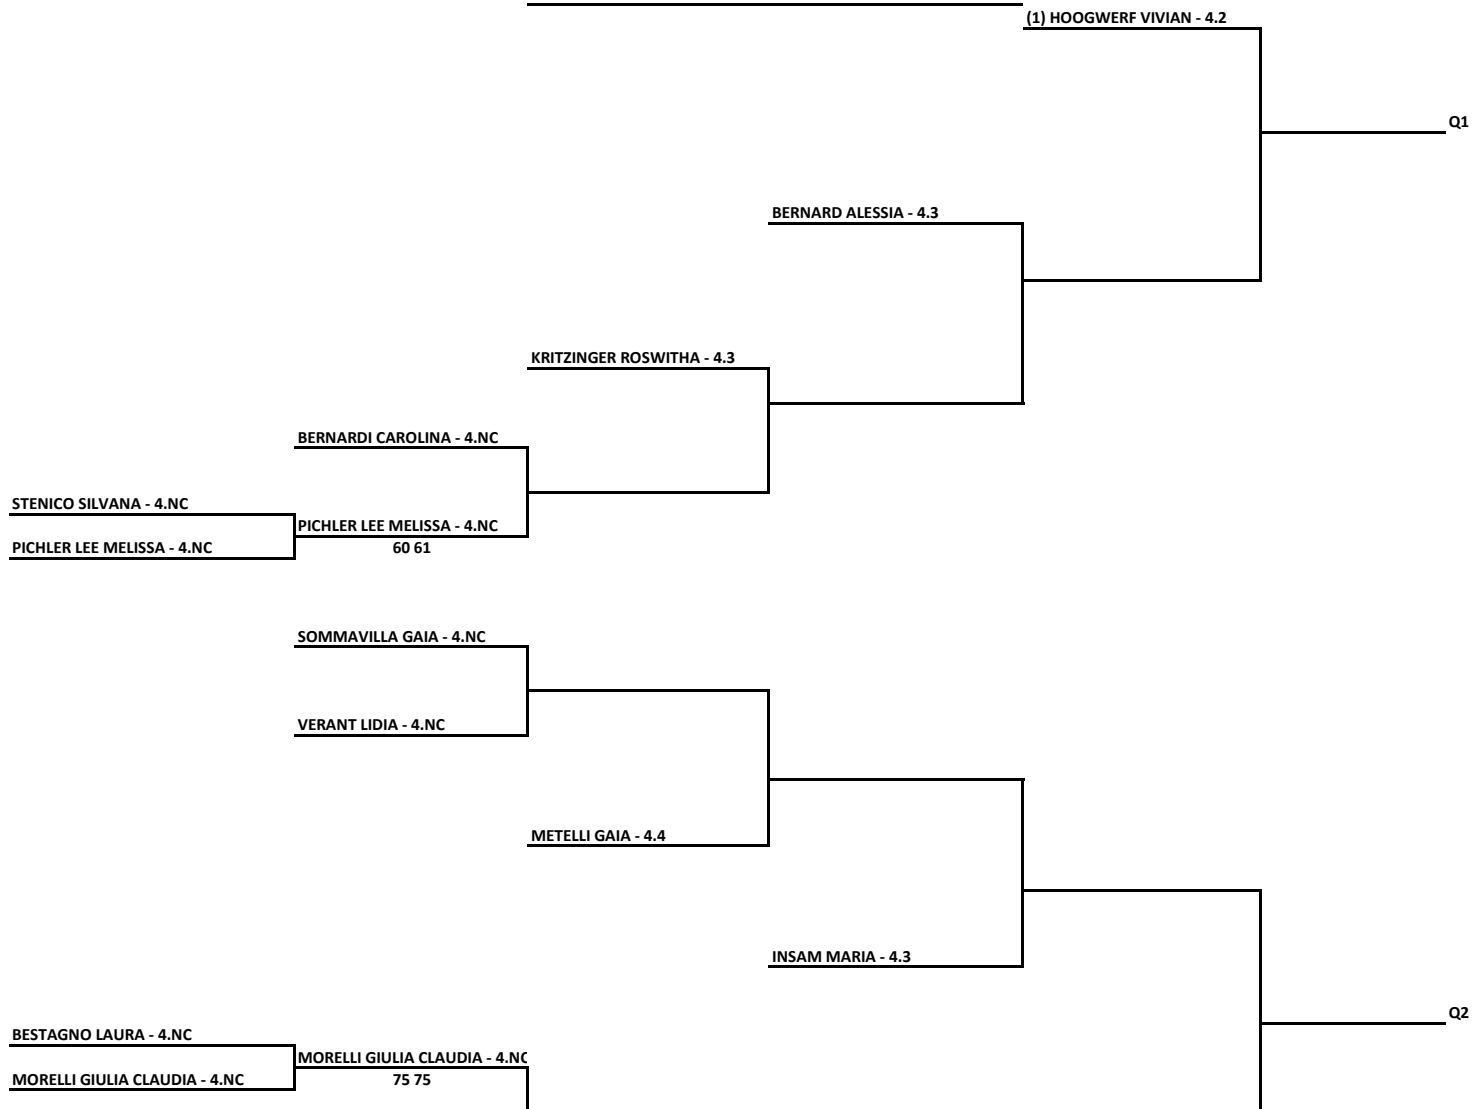 (1) HOOGWERF VIVIAN - 4.2
Q1
BERNARD ALESSIA - 4.3
KRITZINGER ROSWITHA - 4.3
BERNARDI CAROLINA - 4.NC
STENICO SILVANA - 4.NC
PICHLER LEE MELISSA - 4.NC
PICHLER LEE MELISSA - 4.NC
60 61
SOMMAVILLA GAIA - 4.NC
VERANT LIDIA - 4.NC
METELLI GAIA - 4.4
INSAM MARIA - 4.3
Q2
BESTAGNO LAURA - 4.NC
MORELLI GIULIA CLAUDIA - 4.NC
MORELLI GIULIA CLAUDIA - 4.NC
75 75